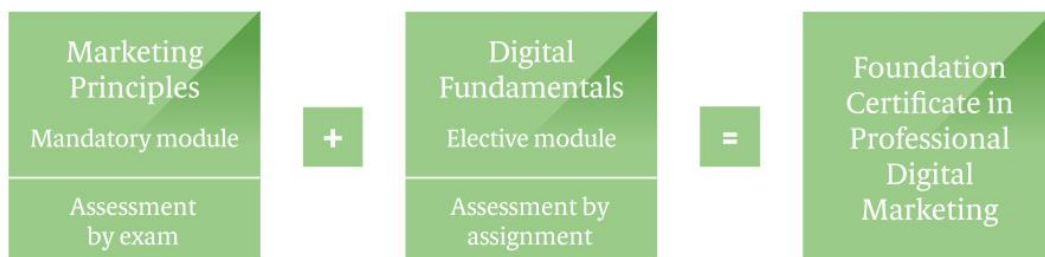 Marketing
Principles
Mandatory module
Assessment
by exam
+
Digital
Fundamentals
Elective module
Assessment by
assignment
=
Foundation
Certificate in
Professional
Digital
Marketing